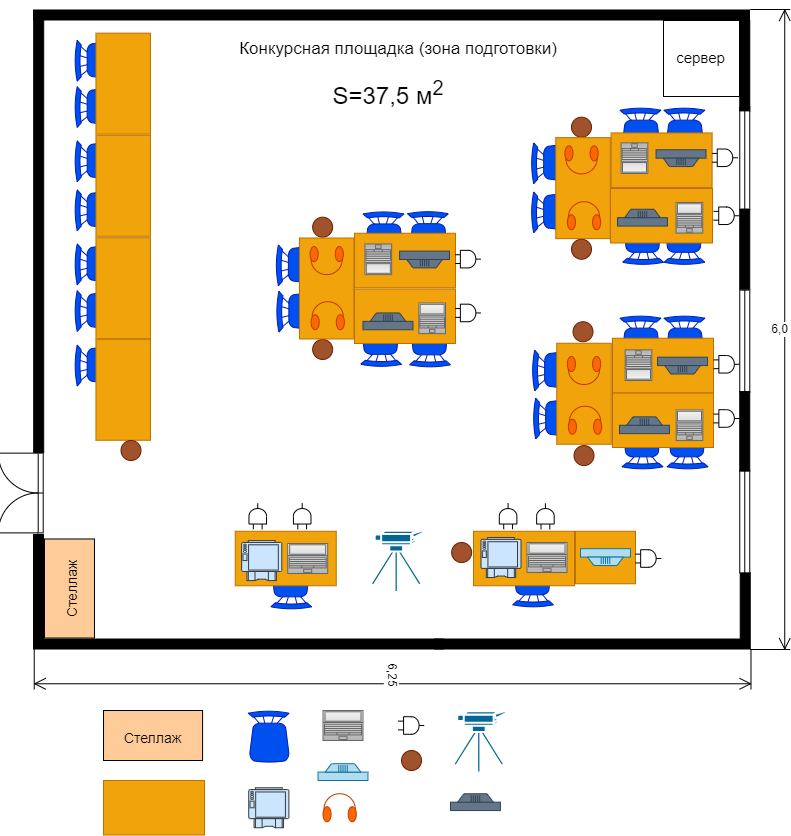 Конкурсная площадка (зона подготовки)
S=37,5 м²
сервер
6,0
Стеллаж
6,25
Стеллаж